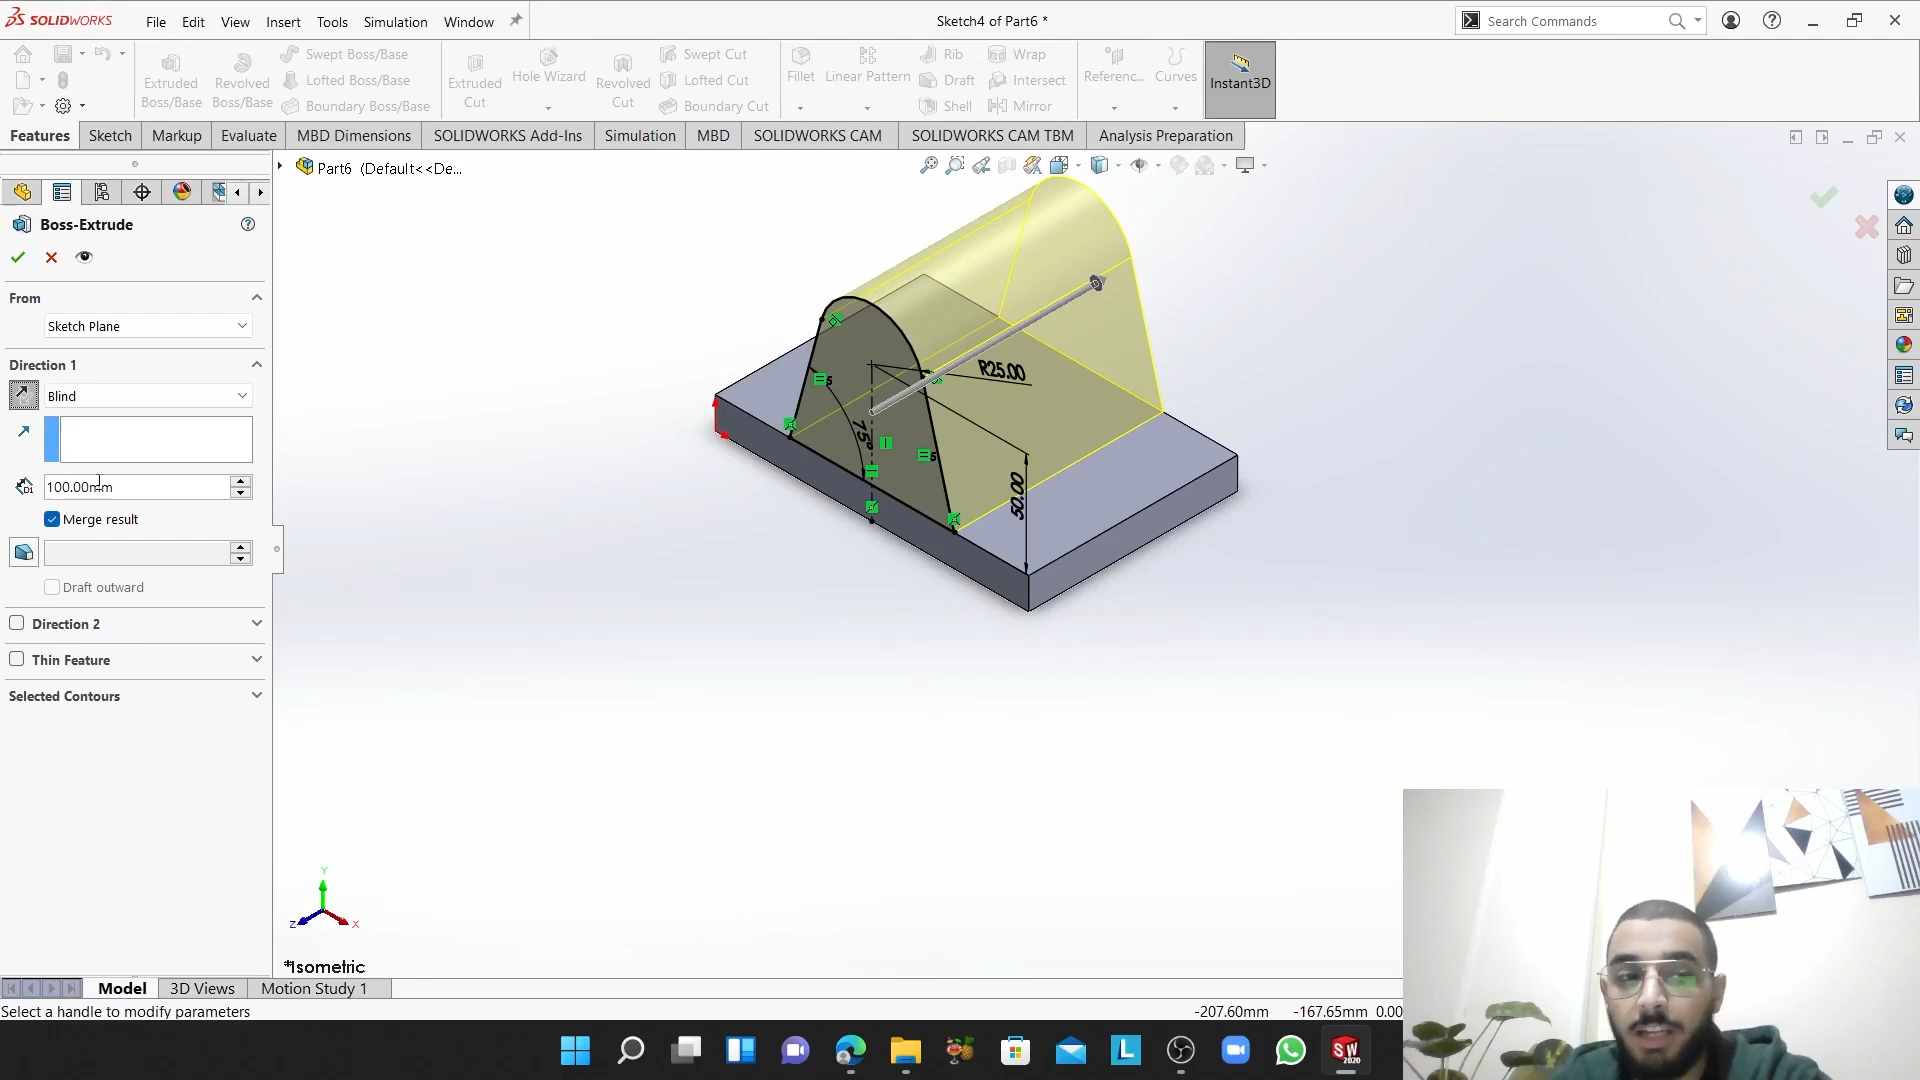 SOLIDWORKS File Edit View Insert Tools Simulation Window
Sketch4 of Part6 *
Search Commands
Extruded Boss/Base
Revolved Boss/Base
Swept Boss/Base
Lofted Boss/Base
Boundary Boss/Base
Extruded Cut
Hole Wizard
Revolved Cut
Swept Cut
Lofted Cut
Boundary Cut
Fillet
Linear Pattern
Rib
Draft
Shell
Wrap
Intersect
Mirror
Referenc...
Curves
Instant3D
Features Sketch Markup Evaluate MBD Dimensions SOLIDWORKS Add-Ins Simulation MBD SOLIDWORKS CAM SOLIDWORKS CAM TBM Analysis Preparation
Part6 (Default<<De...
Boss-Extrude
From
Sketch Plane
Direction 1
Blind
D1
100.00mm
Merge result
Draft outward
Direction 2
Thin Feature
Selected Contours
R25.00
75°
50.00
5
5
Y
Z
X
*Isometric
Model 3D Views Motion Study 1
Select a handle to modify parameters
-207.60mm -167.65mm 0.00
L
SW
2020